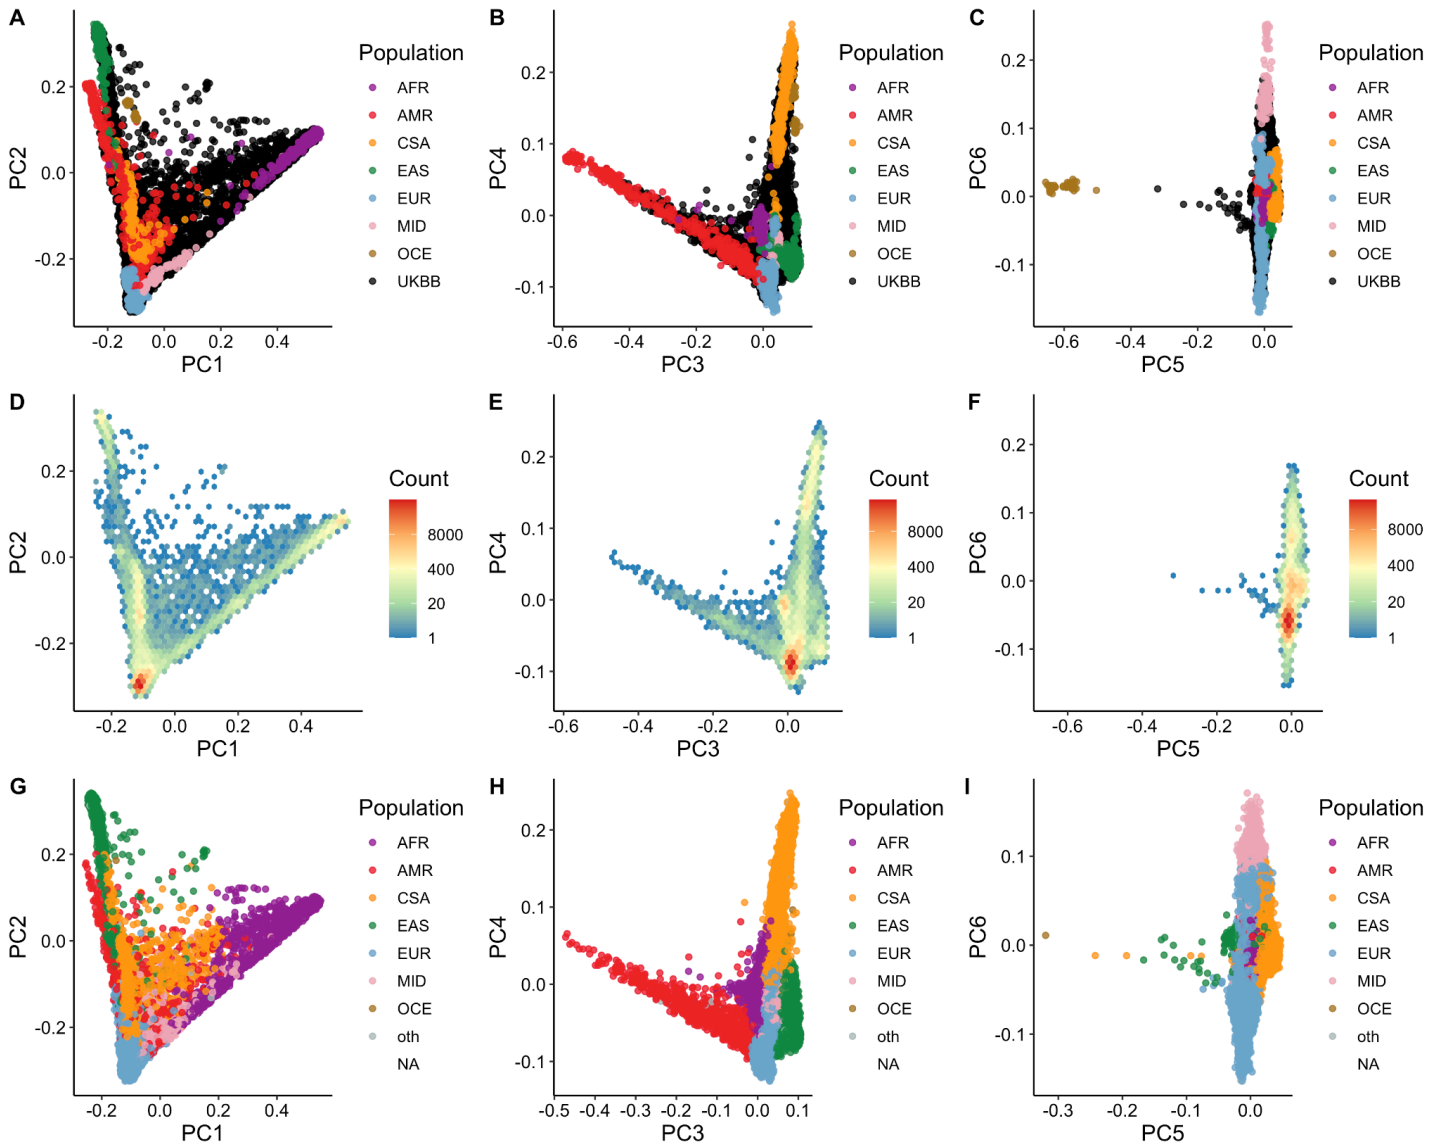 A
Population
AFR
AMR
CSA
EAS
EUR
MID
OCE
UKBB
PC2
0.2
0.0
-0.2
-0.2 0.0 0.2 0.4
PC1
B
Population
AFR
AMR
CSA
EAS
EUR
MID
OCE
UKBB
PC4
0.2
0.1
0.0
-0.1
-0.6 -0.4 -0.2 0.0
PC3
C
Population
AFR
AMR
CSA
EAS
EUR
MID
OCE
UKBB
PC6
0.2
0.1
0.0
-0.1
-0.6 -0.4 -0.2 0.0
PC5
D
Count
8000
400
20
1
PC2
0.2
0.0
-0.2
-0.2 0.0 0.2 0.4
PC1
E
Count
8000
400
20
1
PC4
0.2
0.1
0.0
-0.1
-0.6 -0.4 -0.2 0.0
PC3
F
Count
8000
400
20
1
PC6
0.2
0.1
0.0
-0.1
-0.6 -0.4 -0.2 0.0
PC5
G
Population
AFR
AMR
CSA
EAS
EUR
MID
OCE
oth
NA
PC2
0.2
0.0
-0.2
-0.2 0.0 0.2 0.4
PC1
H
Population
AFR
AMR
CSA
EAS
EUR
MID
OCE
oth
NA
PC4
0.2
0.1
0.0
-0.1
-0.5 -0.4 -0.3 -0.2 -0.1 0.0 0.1
PC3
I
Population
AFR
AMR
CSA
EAS
EUR
MID
OCE
oth
NA
PC6
0.1
0.0
-0.1
-0.3 -0.2 -0.1 0.0
PC5